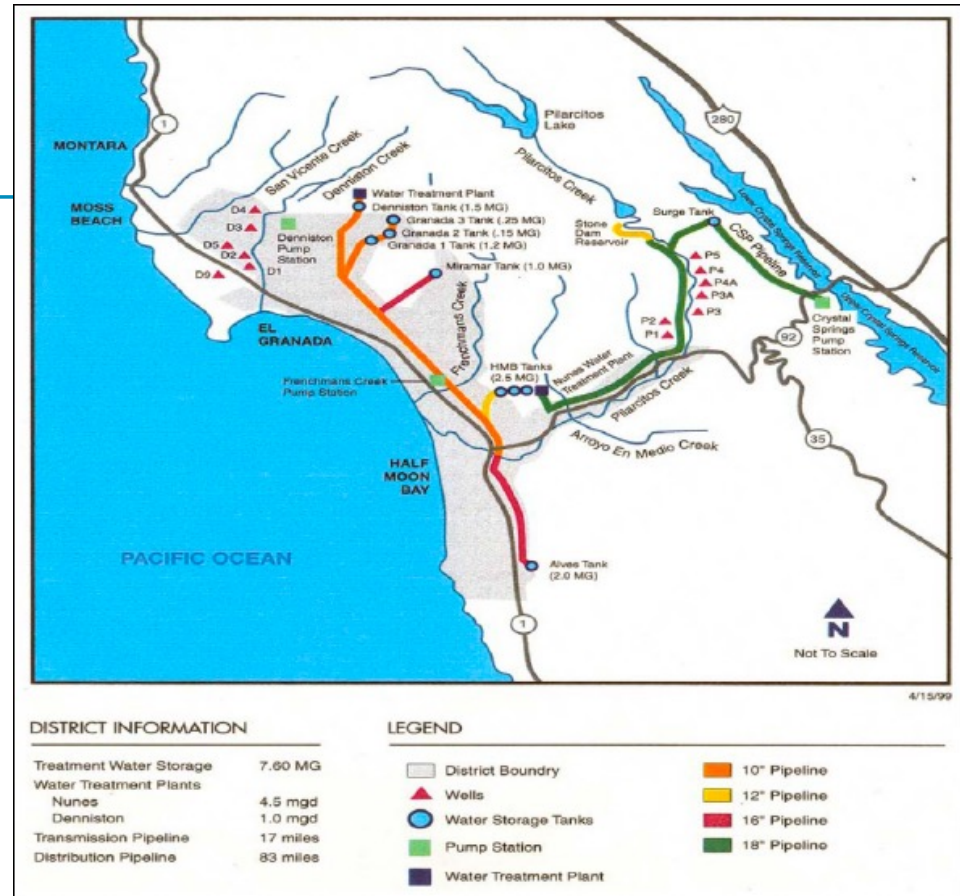 280
1
Pilarcitos
Lake
MONTARA
San Vicente Creek
Denniston Creek
Pilarcitos Creek
Lower Crystal Springs Reservoir
Water Treatment Plant
MOSS
BEACH
D4
Denniston Tank (1.5 MG)
Surge Tank
D3
Denniston
Pump
Station
Granada 3 Tank (.25 MG)
Granada 2 Tank (.15 MG)
Granada 1 Tank (1.2 MG)
Stone
Dam
Reservoir
CSP Pipeline
D5
D2
D1
D9
Miramar Tank (1.0 MG)
P5
P4
P4A
P3A
P3
P2
P1
Upper Crystal Springs Reservoir
Crystal
Springs
Pump
Station
EL
GRANADA
Frenchmans Creek
92
Frenchmans Creek
Pump Station
HMB Tanks
(2.5 MG)
Nunes Water
Treatment Plant
Pilarcitos Creek
Arroyo En Medio Creek
35
HALF
MOON
BAY
PACIFIC OCEAN
Alves Tank
(2.0 MG)
1
N
Not To Scale
4/15/99
DISTRICT INFORMATION
Treatment Water Storage 7.60 MG
Water Treatment Plants
Nunes 4.5 mgd
Denniston 1.0 mgd
Transmission Pipeline 17 miles
Distribution Pipeline 83 miles
LEGEND
District Boundry
Wells
Water Storage Tanks
Pump Station
Water Treatment Plant
10" Pipeline
12" Pipeline
16" Pipeline
18" Pipeline